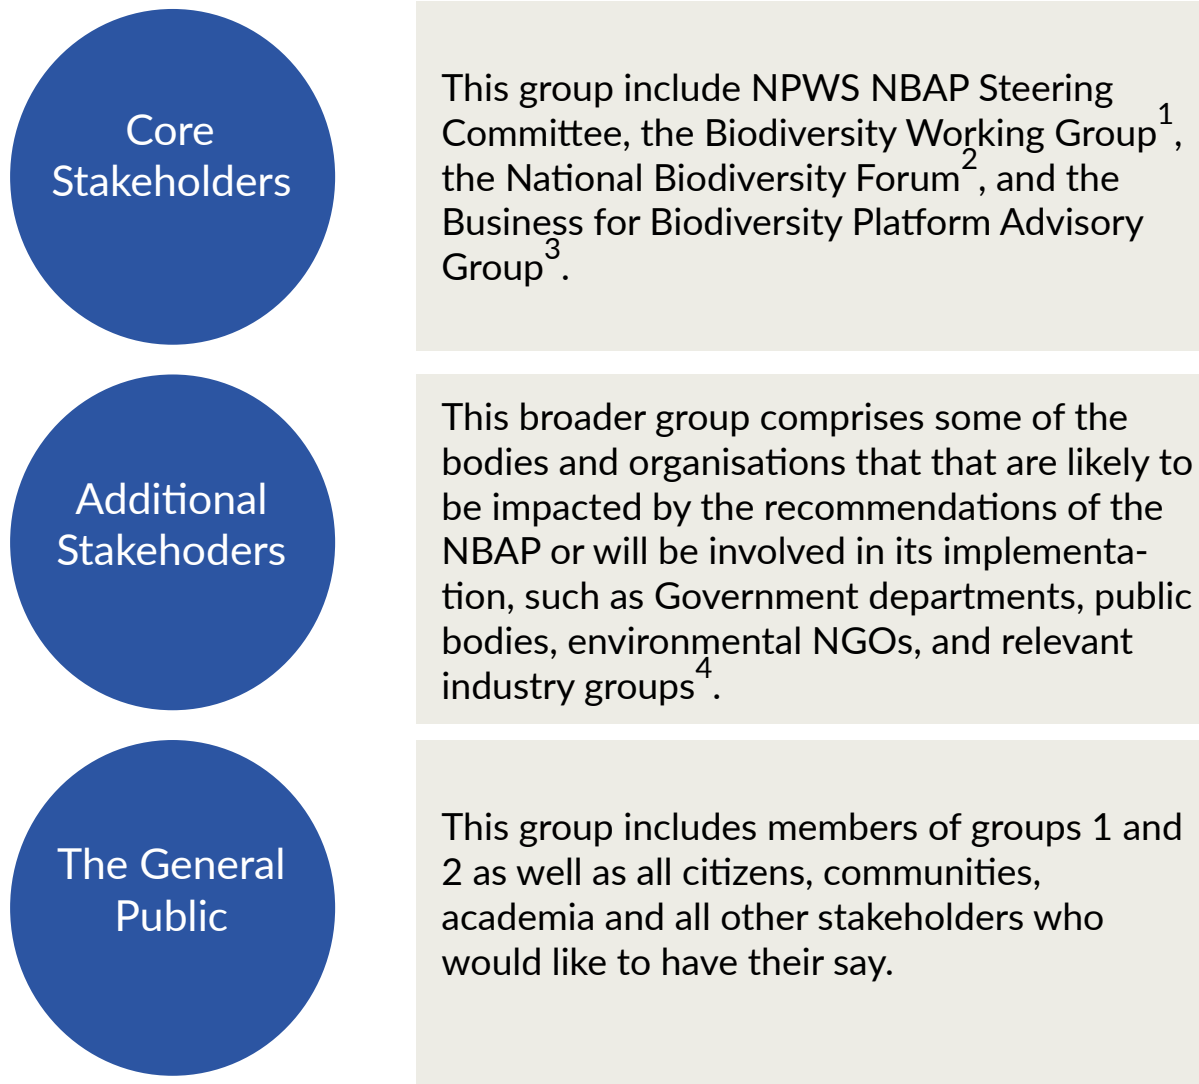 Core
Stakeholders
This group include NPWS NBAP Steering
Committee, the Biodiversity Working Group¹,
the National Biodiversity Forum², and the
Business for Biodiversity Platform Advisory
Group³.
Additional
Stakehoders
This broader group comprises some of the
bodies and organisations that that are likely to
be impacted by the recommendations of the
NBAP or will be involved in its implementa-
tion, such as Government departments, public
bodies, environmental NGOs, and relevant
industry groups⁴.
The General
Public
This group includes members of groups 1 and
2 as well as all citizens, communities,
academia and all other stakeholders who
would like to have their say.